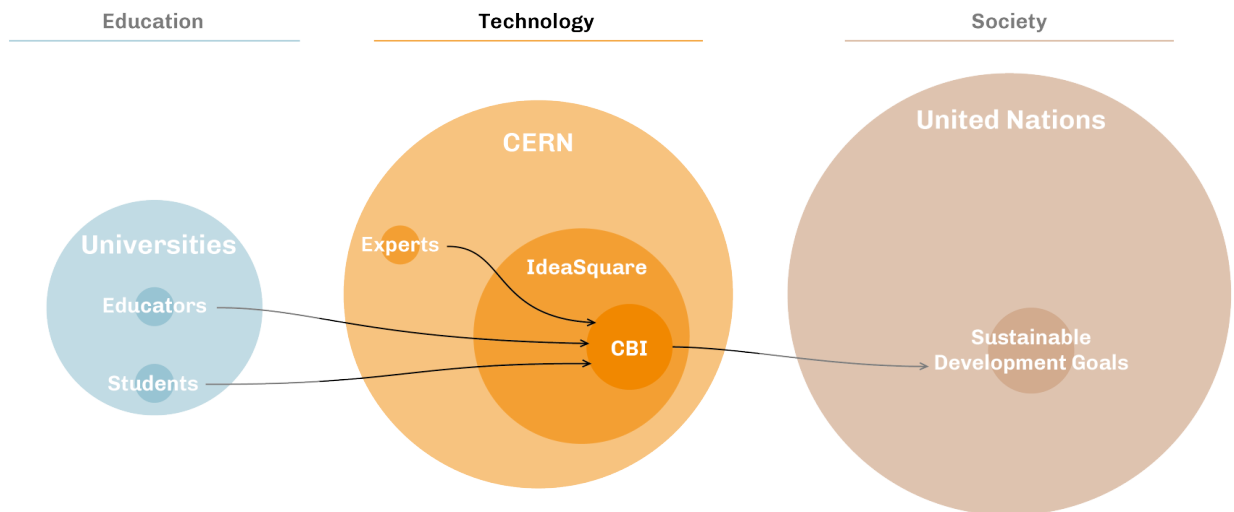 Education
Technology
Society
Universities
Educators
Students
CERN
Experts
IdeaSquare
CBI
United Nations
Sustainable
Development Goals